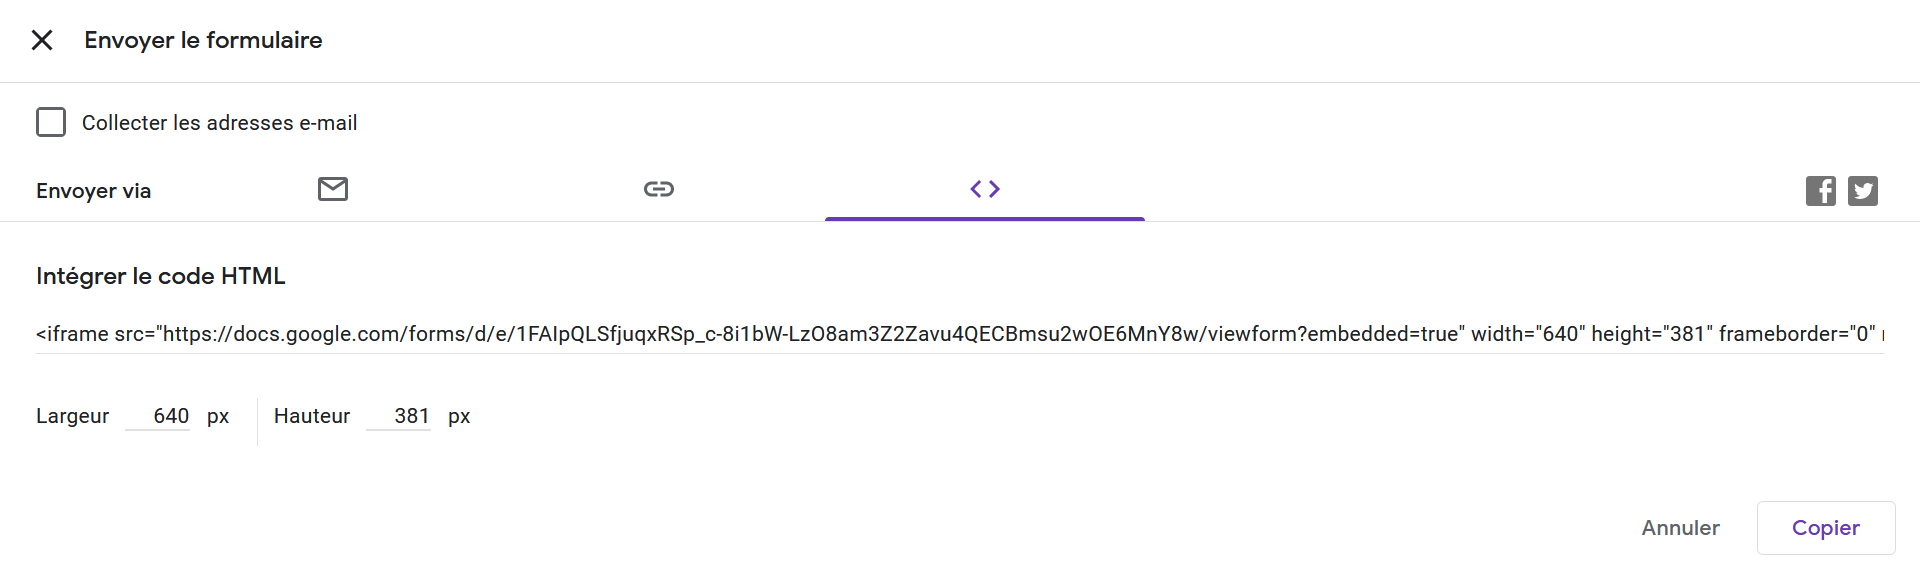 Envoyer le formulaire
Collecter les adresses e-mail
Envoyer via
Intégrer le code HTML
<iframe src="https://docs.google.com/forms/d/e/1FAIpQLSfjuqxRSp_c-8i1bW-LzO8am3Z2Zavu4QECBmsu2wOE6MnY8w/viewform?embedded=true" width="640" height="381" frameborder="0"
Largeur 640 px Hauteur 381 px
Annuler Copier